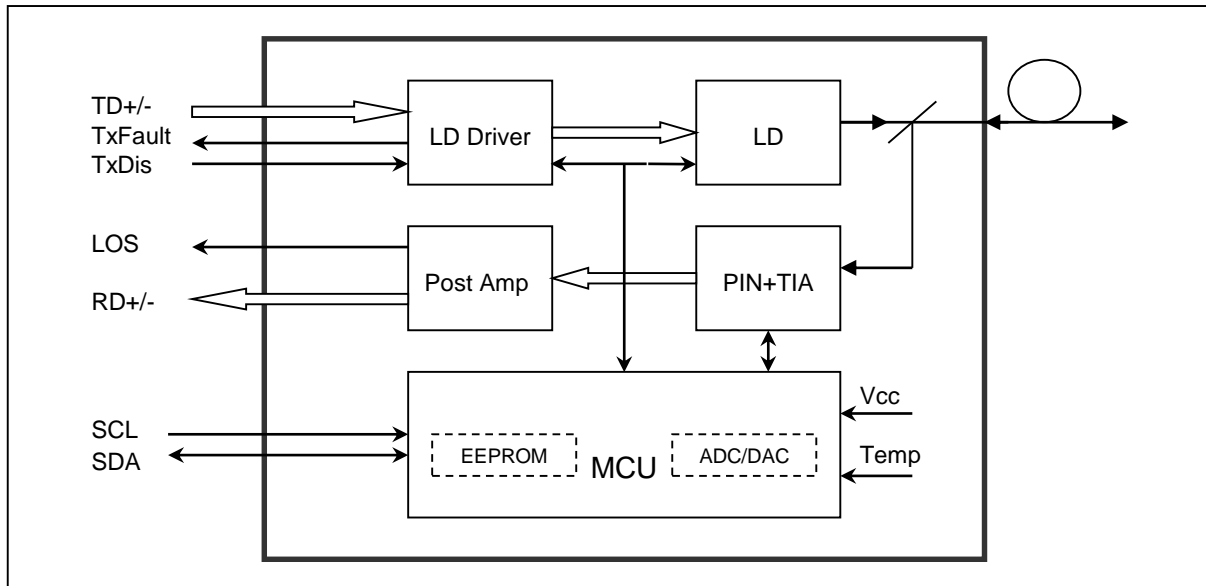 TD+/-
TxFault
TxDis
LD Driver
LD
LOS
RD+/-
Post Amp
PIN+TIA
SCL
SDA
EEPROM
MCU
ADC/DAC
Vcc
Temp